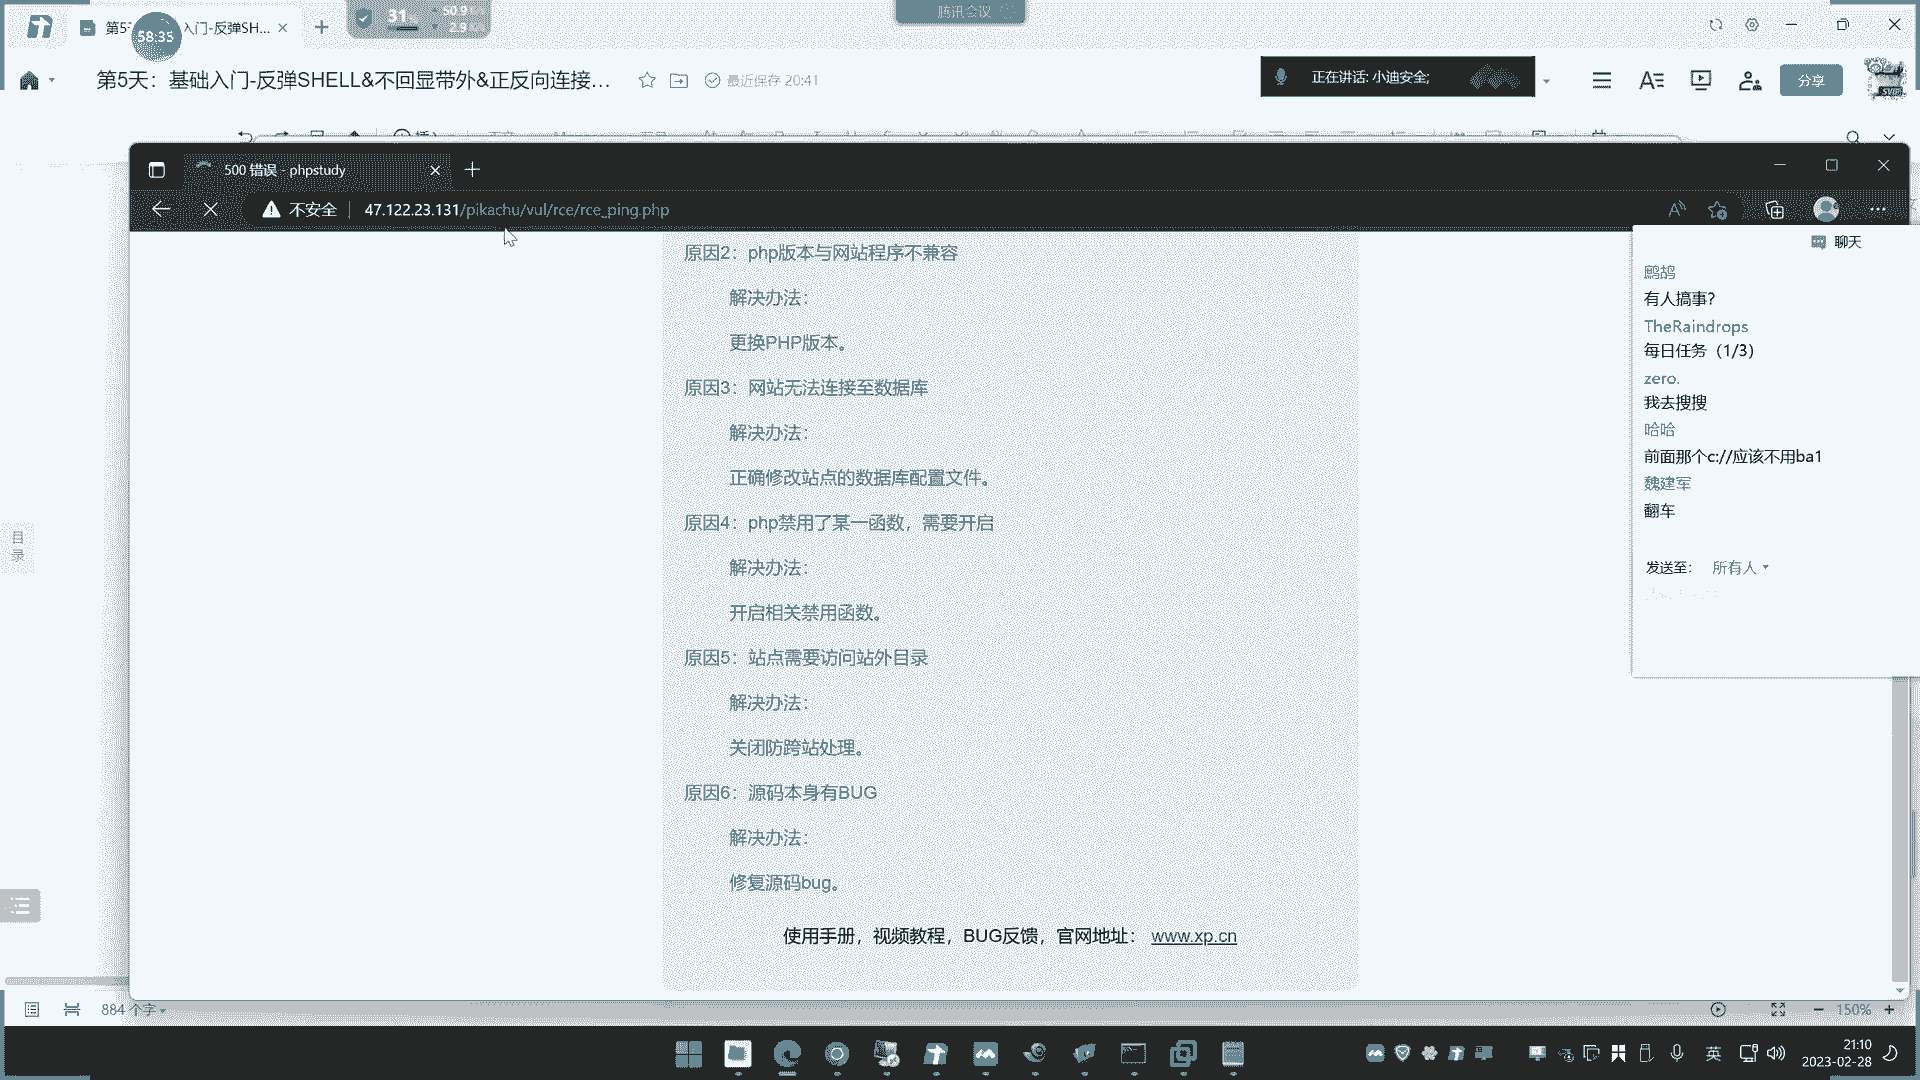 第5
入门-反弹SH...
58:35
31
50.9
2.9
腾讯会议
第5天：基础入门-反弹SHELL&不回显带外&正反向连接...
最近保存 20:41
正在讲话: 小迪安全;
分享
SVIP
500 错误 - phpstudy
不安全
47.122.23.131/pikachu/vul/rce/rce_ping.php
原因2：php版本与网站程序不兼容
解决办法：
更换PHP版本。
原因3：网站无法连接至数据库
解决办法：
正确修改站点的数据库配置文件。
原因4：php禁用了某一函数，需要开启
解决办法：
开启相关禁用函数。
原因5：站点需要访问站外目录
解决办法：
关闭防跨站处理。
原因6：源码本身有BUG
解决办法：
修复源码bug。
使用手册，视频教程，BUG反馈，官网地址： www.xp.cn
聊天
鹧鸪
有人搞事?
TheRaindrops
每日任务（1/3）
zero.
我去搜搜
哈哈
前面那个c://应该不用ba1
魏建军
翻车
发送至： 所有人
目
录
884 个字
150%
英
21:10
2023-02-28